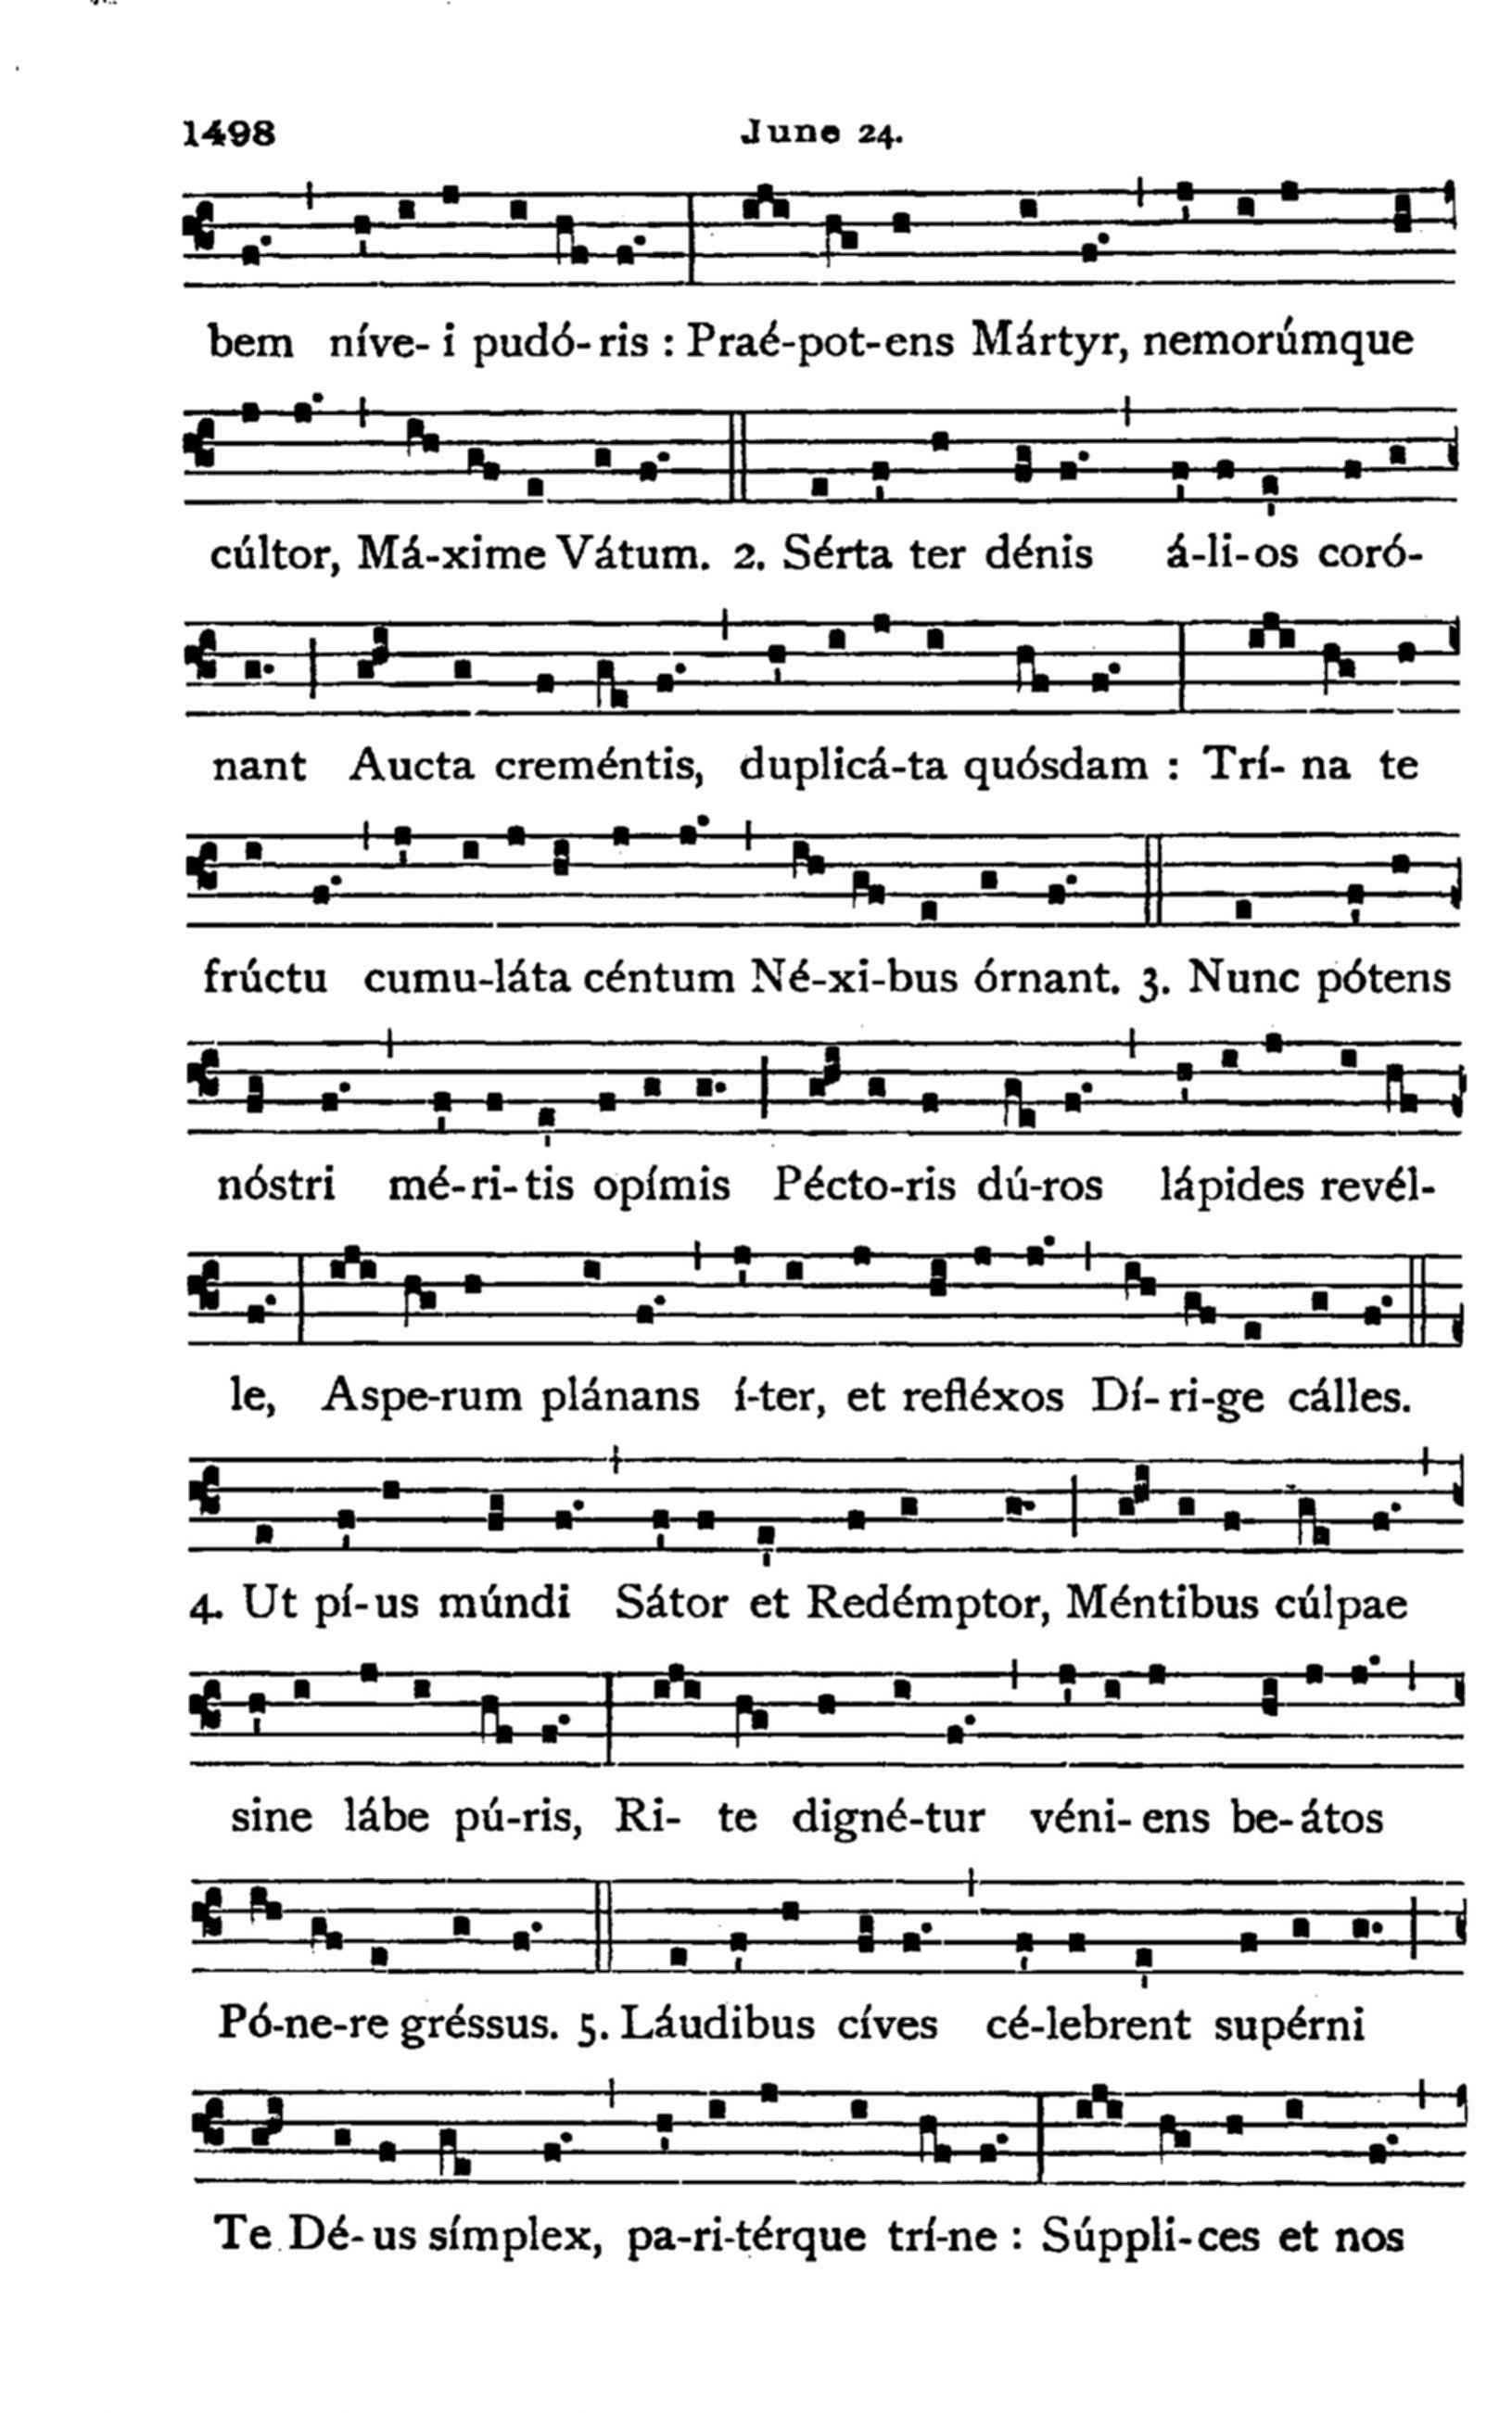 1498 June 24.
bem níve- i pudó- ris : Praé-pot-ens Mártyr, nemorúmque
cúltor, Má-xime Vátum. 2. Sérta ter dénis á-li-os coró-
nant Aucta creméntis, duplicá-ta quósdam : Trí- na te
frúctu cumu-láta céntum Né-xi-bus órnant. 3. Nunc pótens
nóstri mé-ri-tis opímis Pécto-ris dú-ros lápides revél-
le, Aspe-rum plánans í-ter, et refléxos Dí- ri-ge cálles.
4. Ut pí-us múndi Sátor et Redémptor, Méntibus cúlpae
sine lábe pú-ris, Ri- te digné-tur véni- ens be-átos
Pó-ne-re gréssus. 5. Láudibus cíves cé-lebrent supérni
Te Dé- us símplex, pa-ri-térque trí-ne : Súppli-ces et nos